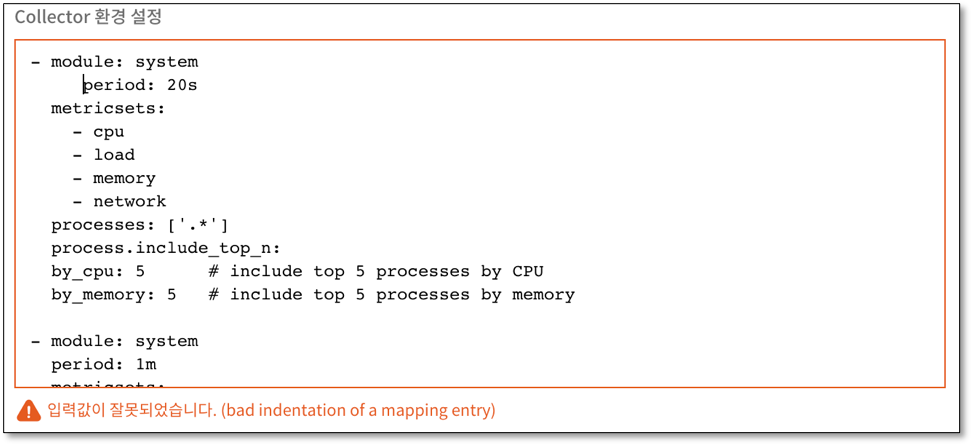 Collector 환경 설정
- module: system
period: 20s
metricsets:
- cpu
- load
- memory
- network
processes: ['.*']
process.include_top_n:
by_cpu: 5 # include top 5 processes by CPU
by_memory: 5 # include top 5 processes by memory
- module: system
period: 1m
metricsets:
입력값이 잘못되었습니다. (bad indentation of a mapping entry)